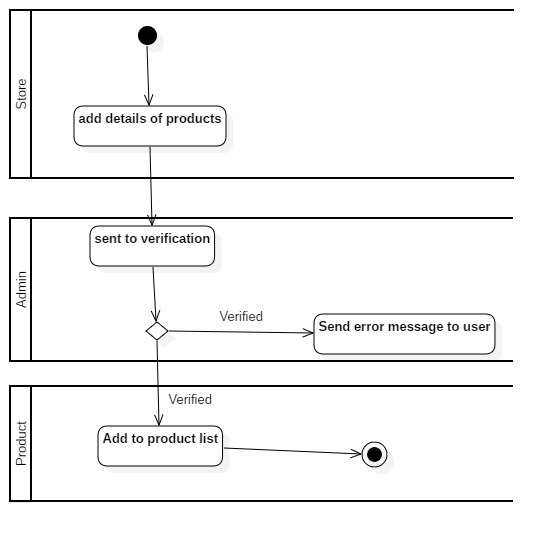 Store
add details of products
Admin
sent to verification
Verified
Send error message to user
Product
Verified
Add to product list